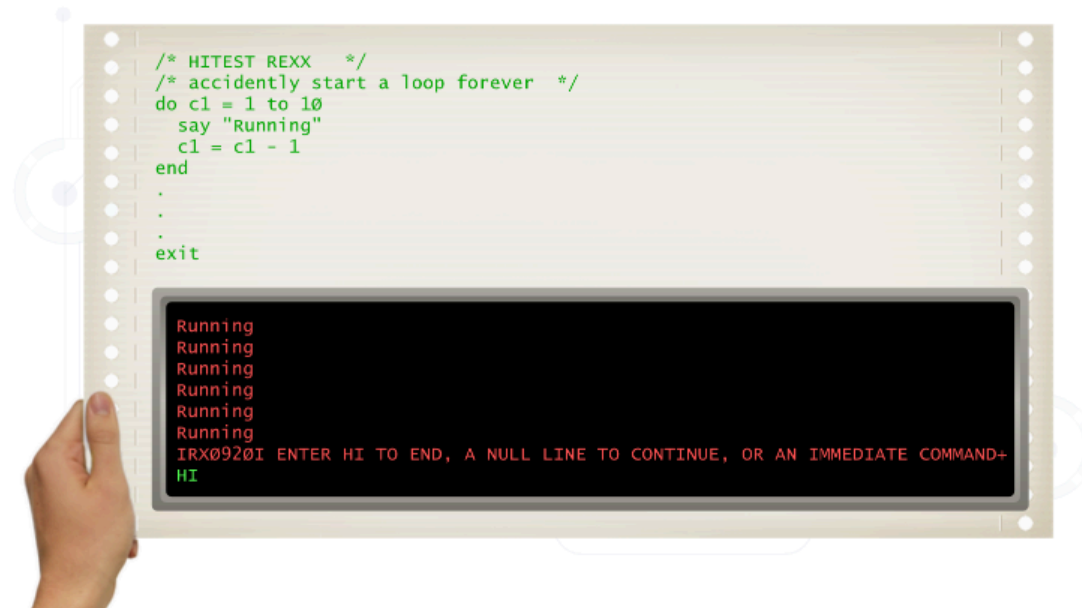 /* HITEST REXX   */
/* accidently start a loop forever  */
do c1 = 1 to 10
  say "Running"
  c1 = c1 - 1
end
.
.
.
exit
Running
Running
Running
Running
Running
Running
IRX0920I ENTER HI TO END, A NULL LINE TO CONTINUE, OR AN IMMEDIATE COMMAND+
HI